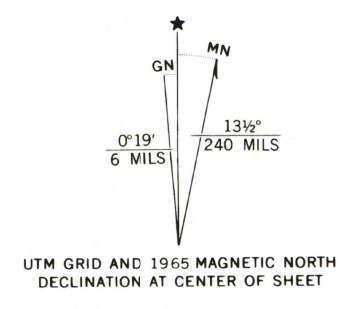 ★
MN
GN
0°19′
6 MILS
13½°
240 MILS
UTM GRID AND 1965 MAGNETIC NORTH
DECLINATION AT CENTER OF SHEET